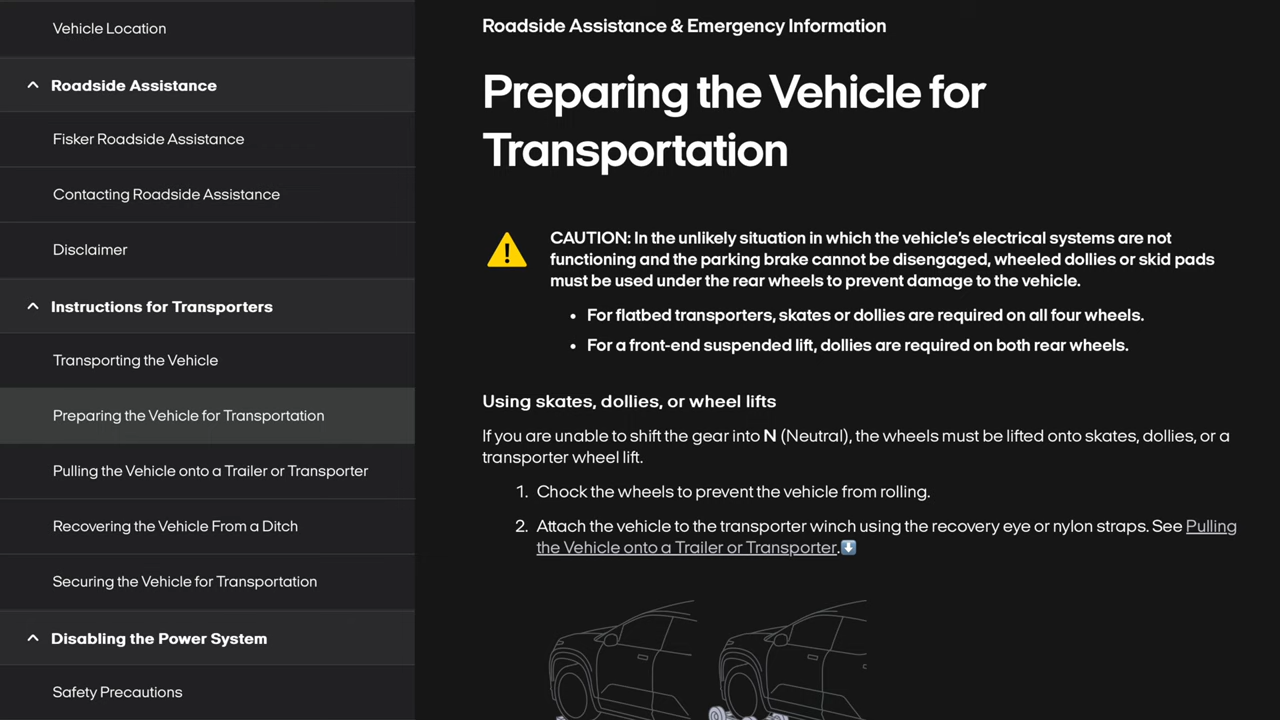 Vehicle Location
Roadside Assistance
Fisker Roadside Assistance
Contacting Roadside Assistance
Disclaimer
Instructions for Transporters
Transporting the Vehicle
Preparing the Vehicle for Transportation
Pulling the Vehicle onto a Trailer or Transporter
Recovering the Vehicle From a Ditch
Securing the Vehicle for Transportation
Disabling the Power System
Safety Precautions
Roadside Assistance & Emergency Information
Preparing the Vehicle for
Transportation
CAUTION: In the unlikely situation in which the vehicle's electrical systems are not
functioning and the parking brake cannot be disengaged, wheeled dollies or skid pads
must be used under the rear wheels to prevent damage to the vehicle.
• For flatbed transporters, skates or dollies are required on all four wheels.
• For a front-end suspended lift, dollies are required on both rear wheels.
Using skates, dollies, or wheel lifts
If you are unable to shift the gear into N (Neutral), the wheels must be lifted onto skates, dollies, or a
transporter wheel lift.
1. Chock the wheels to prevent the vehicle from rolling.
2. Attach the vehicle to the transporter winch using the recovery eye or nylon straps. See Pulling
the Vehicle onto a Trailer or Transporter.⬇️